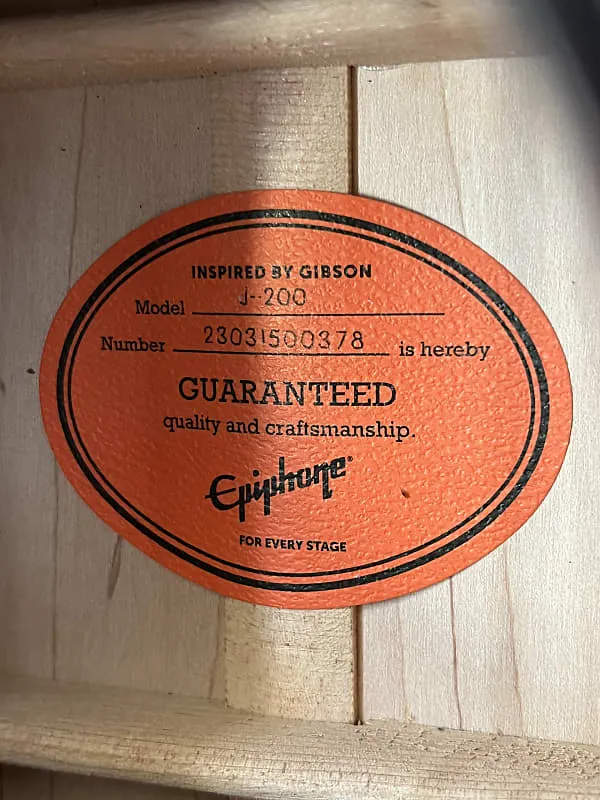 INSPIRED BY GIBSON
Model J-200
Number 23031500378 is hereby
GUARANTEED
quality and craftsmanship.
Epiphone®
FOR EVERY STAGE